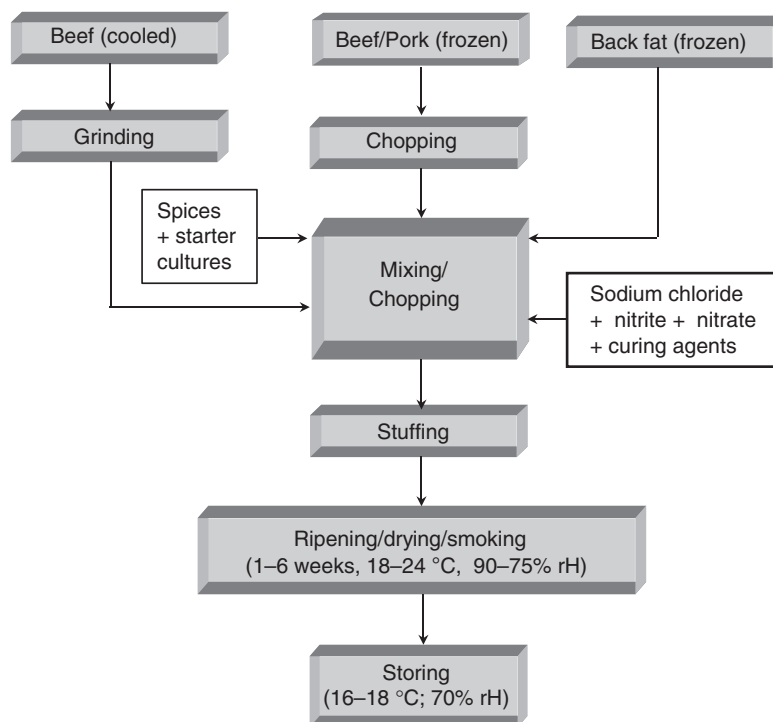 Beef (cooled)
Beef/Pork (frozen)
Back fat (frozen)
Grinding
Chopping
Spices
+ starter
cultures
Mixing/
Chopping
Sodium chloride
+ nitrite + nitrate
+ curing agents
Stuffing
Ripening/drying/smoking
(1–6 weeks, 18–24 °C, 90–75% rH)
Storing
(16–18 °C; 70% rH)